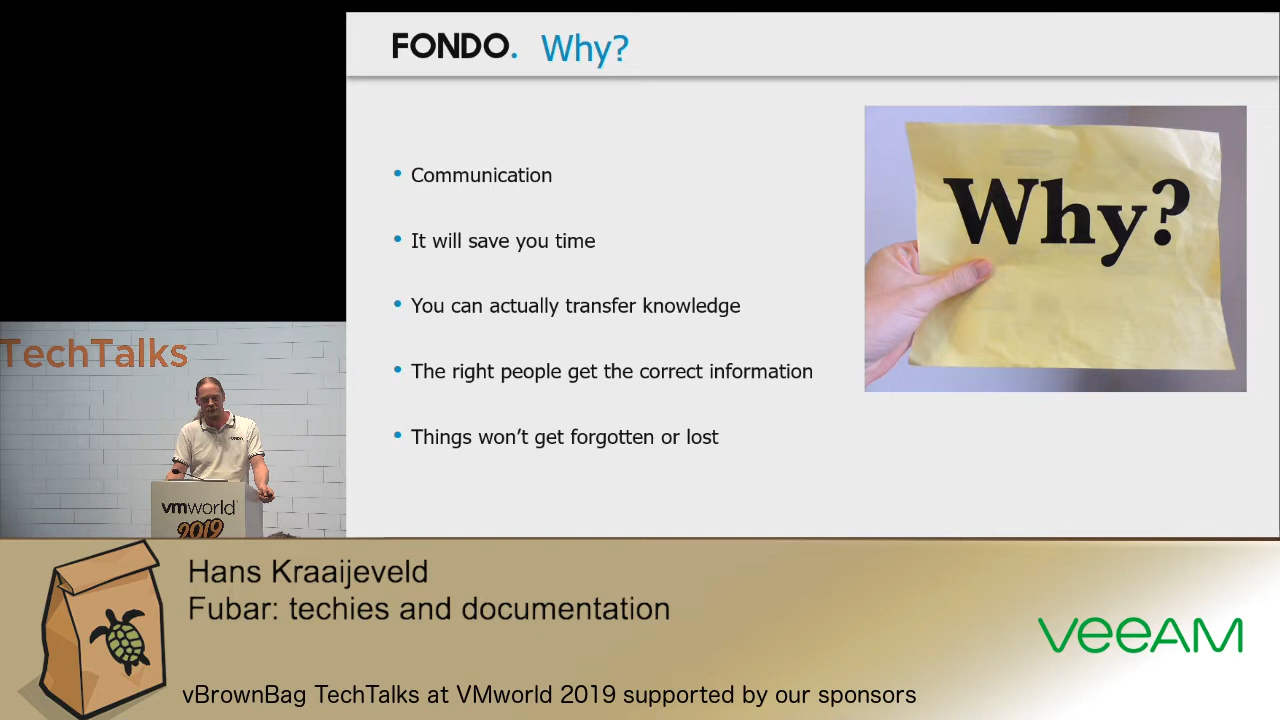 FONDO. Why?
Communication
It will save you time
You can actually transfer knowledge
The right people get the correct information
Things won't get forgotten or lost
Why?
TechTalks
FONDO
vmworld
2019
Hans Kraaijeveld
Fubar: techies and documentation
veeam
vBrownBag TechTalks at VMworld 2019 supported by our sponsors